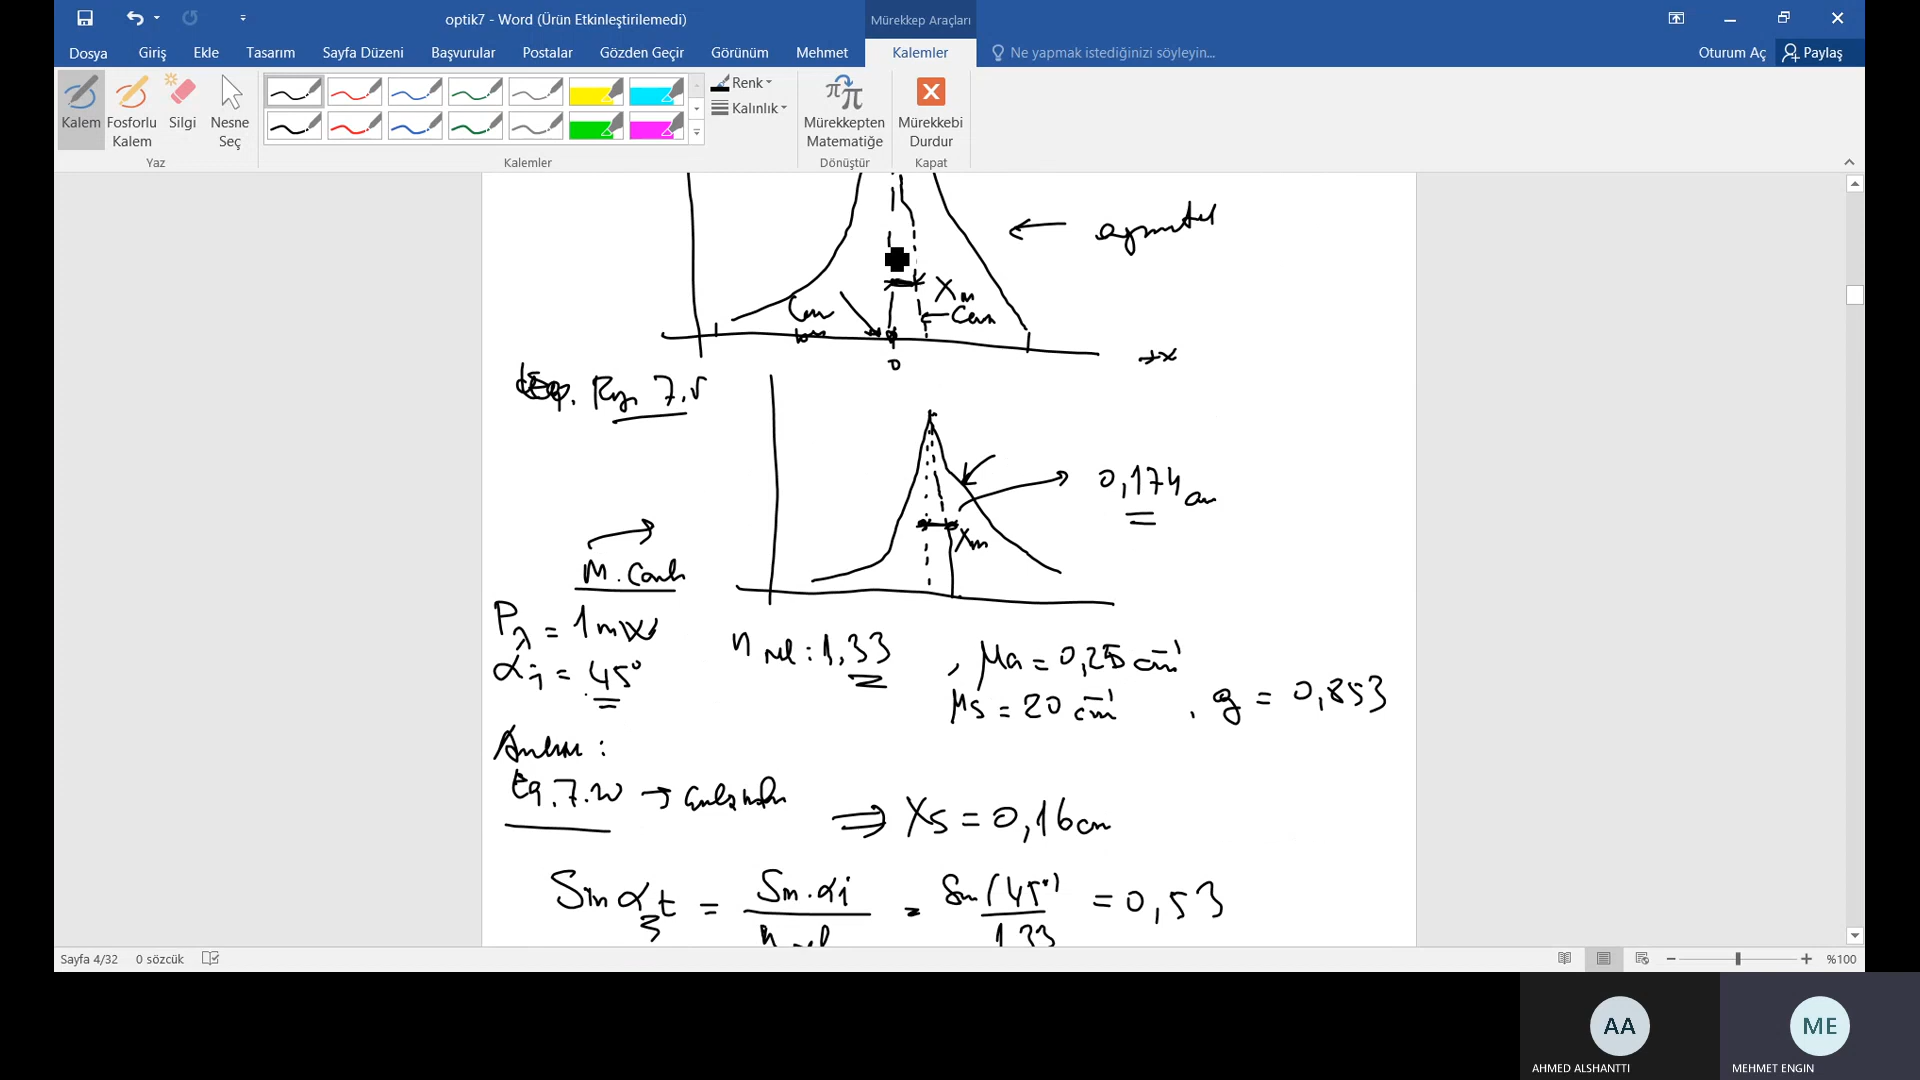 optik7 - Word (Ürün Etkinleştirilemedi)
Mürekkep Araçları
Dosya Giriş Ekle Tasarım Sayfa Düzeni Başvurular Postalar Gözden Geçir Görünüm Mehmet Kalemler Ne yapmak istediğinizi söyleyin... Oturum Aç Paylaş
Kalem Fosforlu Kalem Silgi Nesne Seç
Renk
Kalınlık
Mürekkepten Matematiğe
Mürekkebi Durdur
Yaz Kalemler Dönüştür Kapat
Xm
0
+x
7.5
0,174 cm
Xm
Pλ = 1mW
n rel : 1,33 , μa = 0,25 cm⁻¹
αi = 45°
μs = 20 cm⁻¹ , g = 0,853
Eq. 7.20 →
⇒ Xs = 0,16 cm
Sin αt = Sin αi / n rel = Sin(45°) / 1,33 = 0,53
Sayfa 4/32 0 sözcük %100
AA ME
AHMED ALSHANTTI MEHMET ENGIN